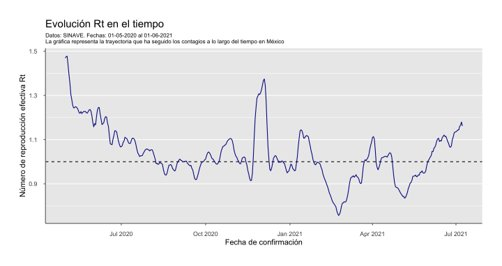 Evolución Rt en el tiempo
Datos: SINAVE. Fechas: 01-05-2020 al 01-06-2021
La gráfica representa la trayectoria que ha seguido los contagios a lo largo del tiempo en México
Número de reproducción efectiva Rt
1.5
1.3
1.1
0.9
Jul 2020
Oct 2020
Jan 2021
Apr 2021
Jul 2021
Fecha de confirmación